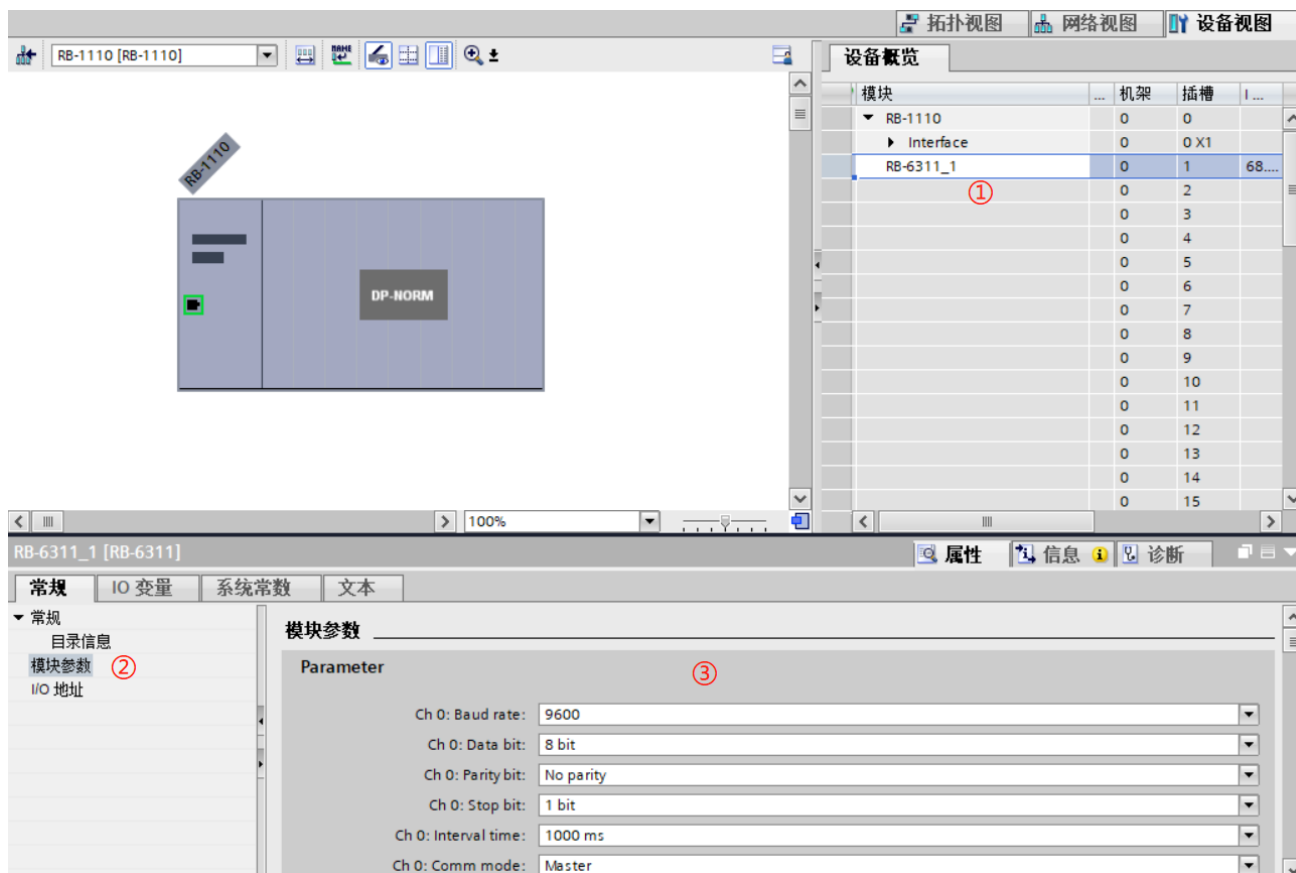 拓扑视图 网络视图 设备视图
RB-1110 [RB-1110]
设备概览
模块 ... 机架 插槽 I ...
RB-1110 0 0
Interface 0 0 X1
RB-6311_1 0 1 68....
① 0 2
0 3
0 4
0 5
0 6
0 7
0 8
0 9
0 10
0 11
0 12
0 13
0 14
0 15
RB-1110
DP-NORM
100%
RB-6311_1 [RB-6311]
属性 信息 诊断
常规 IO 变量 系统常数 文本
常规
目录信息
模块参数 ②
I/O 地址
模块参数
Parameter ③
Ch 0: Baud rate: 9600
Ch 0: Data bit: 8 bit
Ch 0: Parity bit: No parity
Ch 0: Stop bit: 1 bit
Ch 0: Interval time: 1000 ms
Ch 0: Comm mode: Master